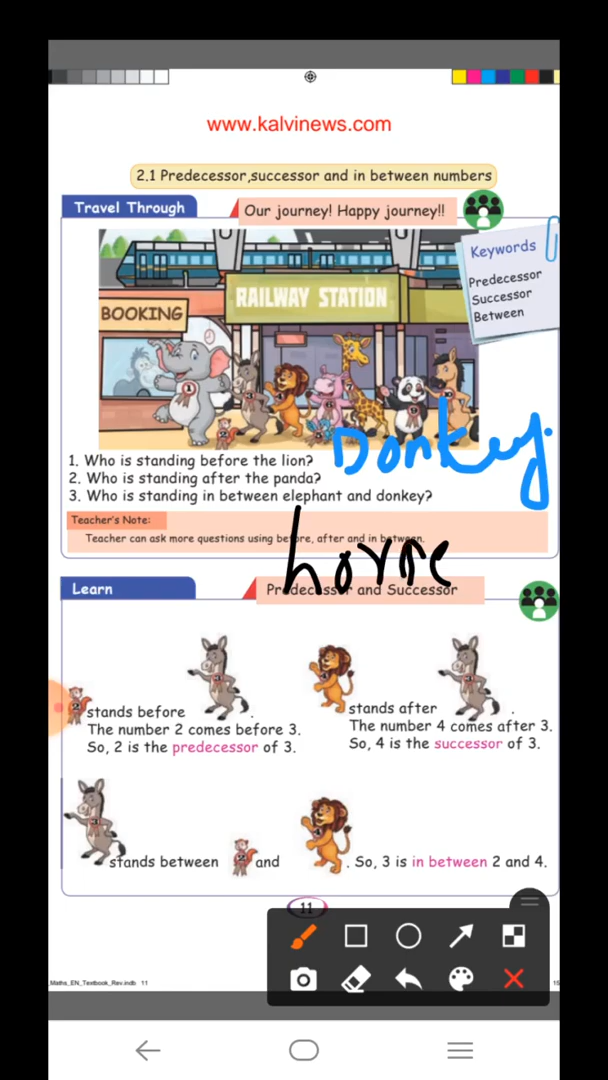 www.kalvinews.com
2.1 Predecessor,successor and in between numbers
Travel Through
Our journey! Happy journey!!
Keywords
Predecessor
Successor
Between
RAILWAY STATION
BOOKING
1. Who is standing before the lion?
Donkey.
2. Who is standing after the panda?
3. Who is standing in between elephant and donkey?
Teacher's Note:
Teacher can ask more questions using before, after and in between.
horse
Learn
Predecessor and Successor
stands before .
The number 2 comes before 3.
So, 2 is the predecessor of 3.
stands after .
The number 4 comes after 3.
So, 4 is the successor of 3.
stands between and . So, 3 is in between 2 and 4.
11
Maths_EN_Textbook_Rev.indb 11
15